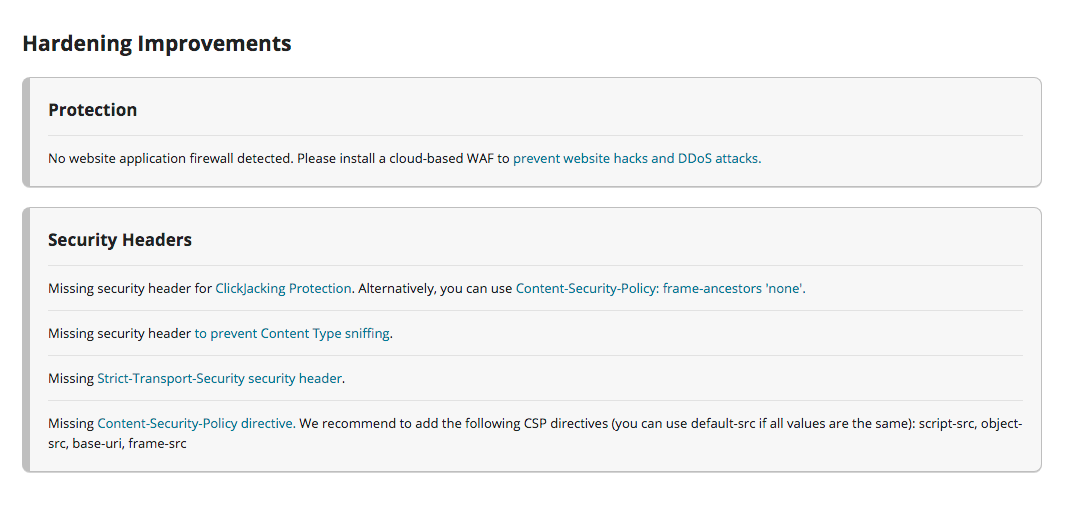 Hardening Improvements
Protection
No website application firewall detected. Please install a cloud-based WAF to prevent website hacks and DDoS attacks.
Security Headers
Missing security header for ClickJacking Protection. Alternatively, you can use Content-Security-Policy: frame-ancestors 'none'.
Missing security header to prevent Content Type sniffing.
Missing Strict-Transport-Security security header.
Missing Content-Security-Policy directive. We recommend to add the following CSP directives (you can use default-src if all values are the same): script-src, object-
src, base-uri, frame-src